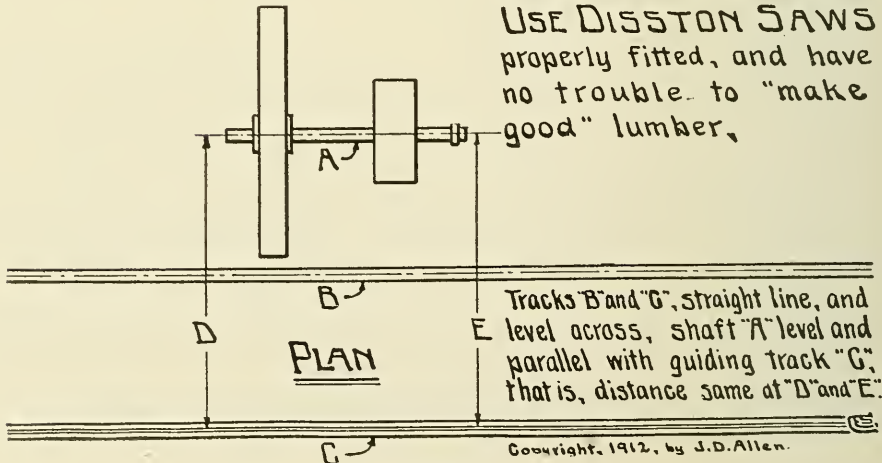 USE DISSTON SAWS
properly fitted, and have
no trouble to "make
good" lumber.
A
B
D
E
PLAN
Tracks "B" and "C", straight line, and
level across, shaft "A" level and
parallel with guiding track "C",
that is, distance same at "D" and "E".
C
Copyright, 1912, by J.D. Allen.